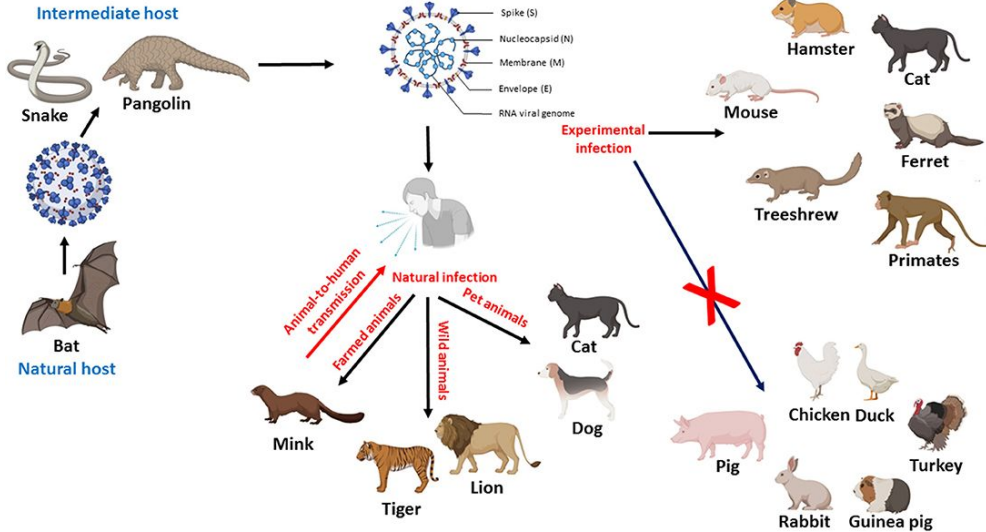 Intermediate host
Snake
Pangolin
Bat
Natural host
Spike (S)
Nucleocapsid (N)
Membrane (M)
Envelope (E)
RNA viral genome
Natural infection
Animal-to-human
transmission
Farmed animals
Wild animals
Pet animals
Mink
Tiger
Lion
Cat
Dog
Experimental
infection
Hamster
Cat
Mouse
Ferret
Treeshrew
Primates
Chicken Duck
Pig
Turkey
Rabbit
Guinea pig